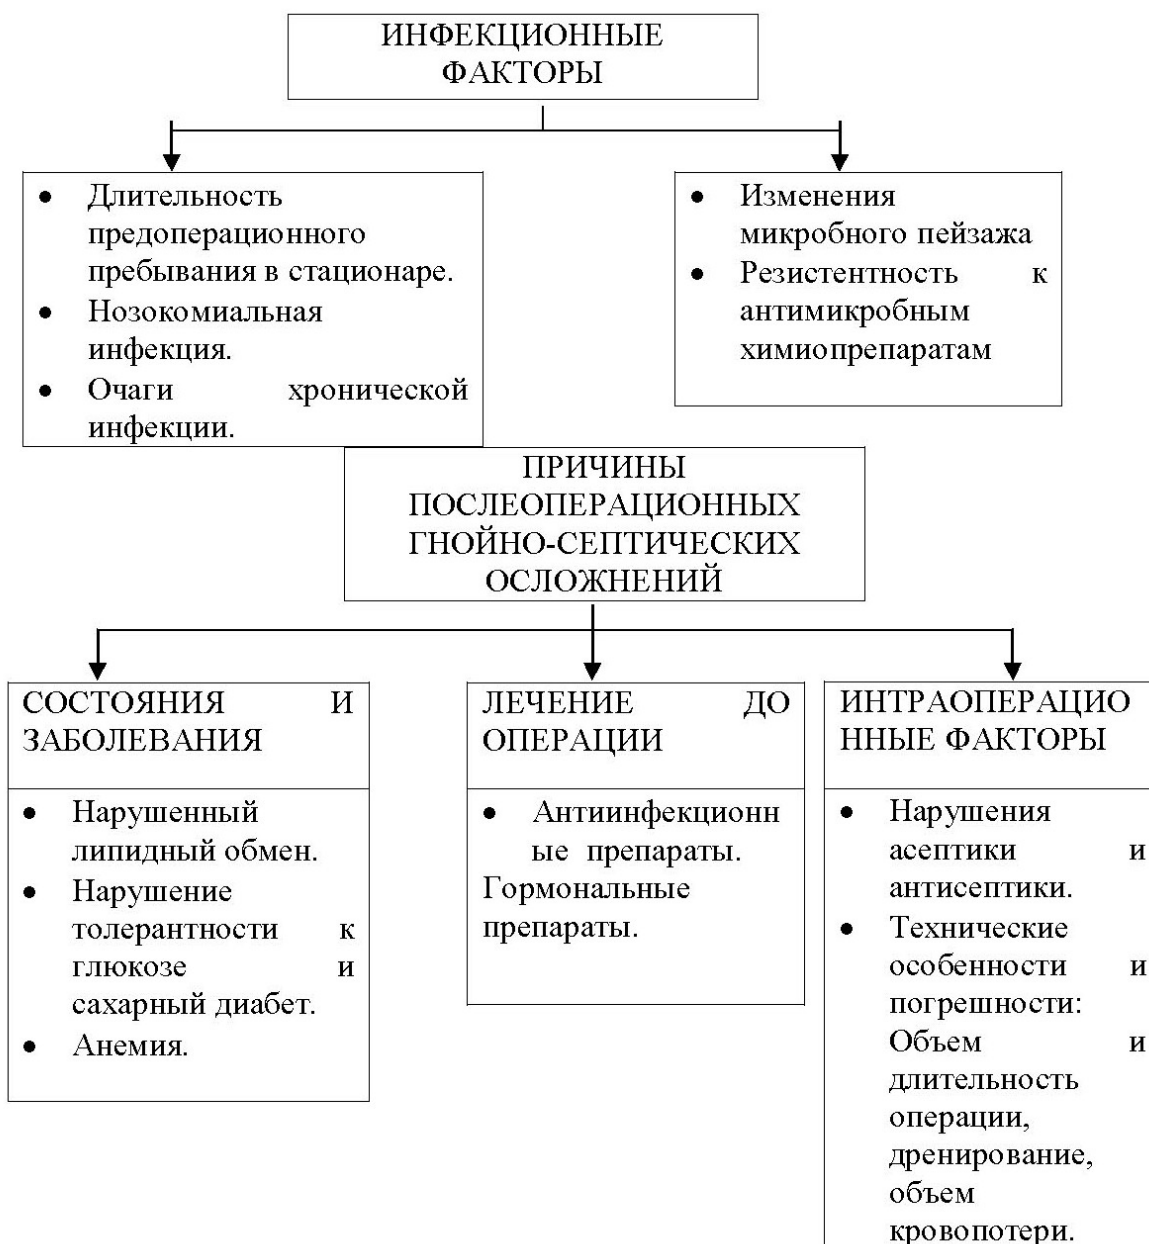 ИНФЕКЦИОННЫЕ
ФАКТОРЫ
• Длительность
предоперационного
пребывания в стационаре.
• Нозокомиальная
инфекция.
• Очаги хронической
инфекции.
• Изменения
микробного пейзажа
• Резистентность к
антимикробным
химиопрепаратам
ПРИЧИНЫ
ПОСЛЕОПЕРАЦИОННЫХ
ГНОЙНО-СЕПТИЧЕСКИХ
ОСЛОЖНЕНИЙ
СОСТОЯНИЯ И
ЗАБОЛЕВАНИЯ
• Нарушенный
липидный обмен.
• Нарушение
толерантности к
глюкозе и
сахарный диабет.
• Анемия.
ЛЕЧЕНИЕ ДО
ОПЕРАЦИИ
• Антиинфекционн
ые препараты.
Гормональные
препараты.
ИНТРАОПЕРАЦИО
ННЫЕ ФАКТОРЫ
• Нарушения
асептики и
антисептики.
• Технические
особенности и
погрешности:
Объем и
длительность
операции,
дренирование,
объем
кровопотери.